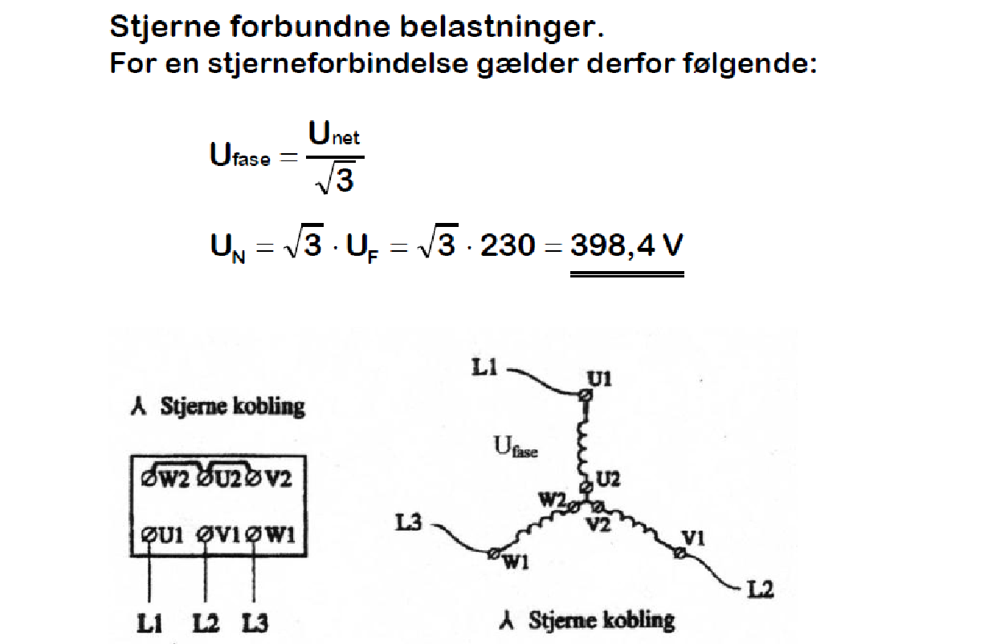 Stjerne forbundne belastninger.
For en stjerneforbindelse gælder derfor følgende:
Ufase = Unet / √3
UN = √3 · UF = √3 · 230 = 398,4 V
⅄ Stjerne kobling
W2 U2 V2
U1 V1 W1
L1 L2 L3
L1
U1
Ufase
U2
W2
V2
L3
W1
V1
L2
⅄ Stjerne kobling